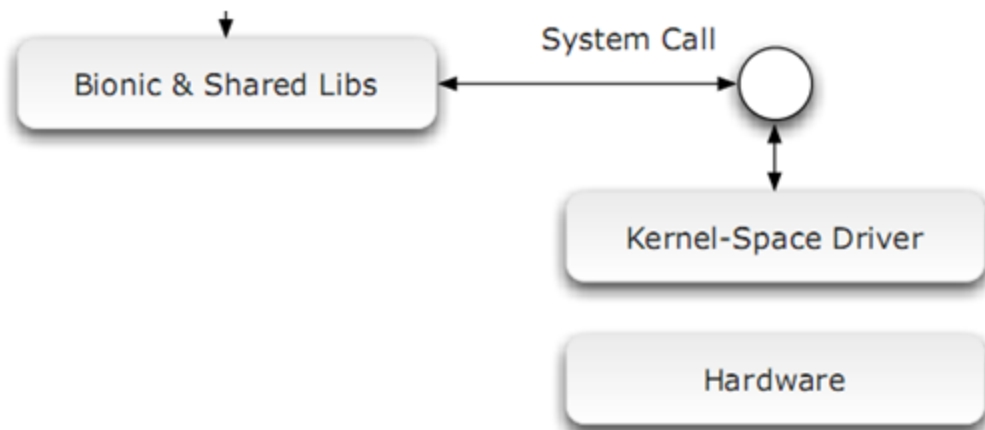 System Call
Bionic & Shared Libs
Kernel-Space Driver
Hardware